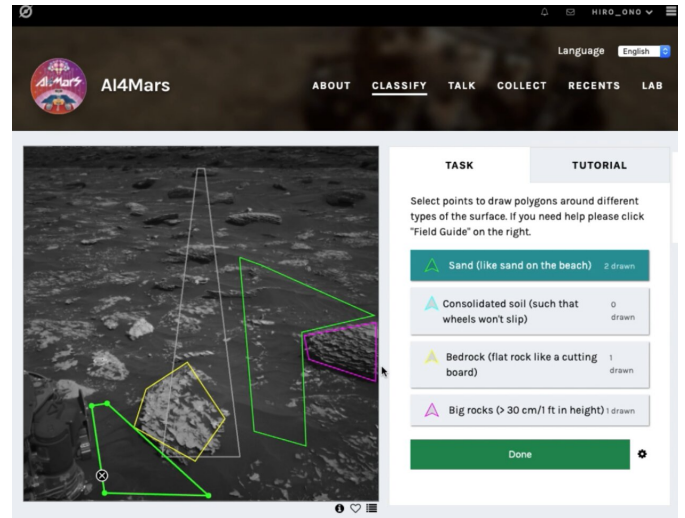 HIRO_ONO
Language English
AI4Mars
AI4Mars
ABOUT CLASSIFY TALK COLLECT RECENTS LAB
TASK TUTORIAL
Select points to draw polygons around different
types of the surface. If you need help please click
"Field Guide" on the right.
Sand (like sand on the beach) 2 drawn
Consolidated soil (such that 0
wheels won't slip) drawn
Bedrock (flat rock like a cutting 1
board) drawn
Big rocks (> 30 cm/1 ft in height) 1 drawn
Done